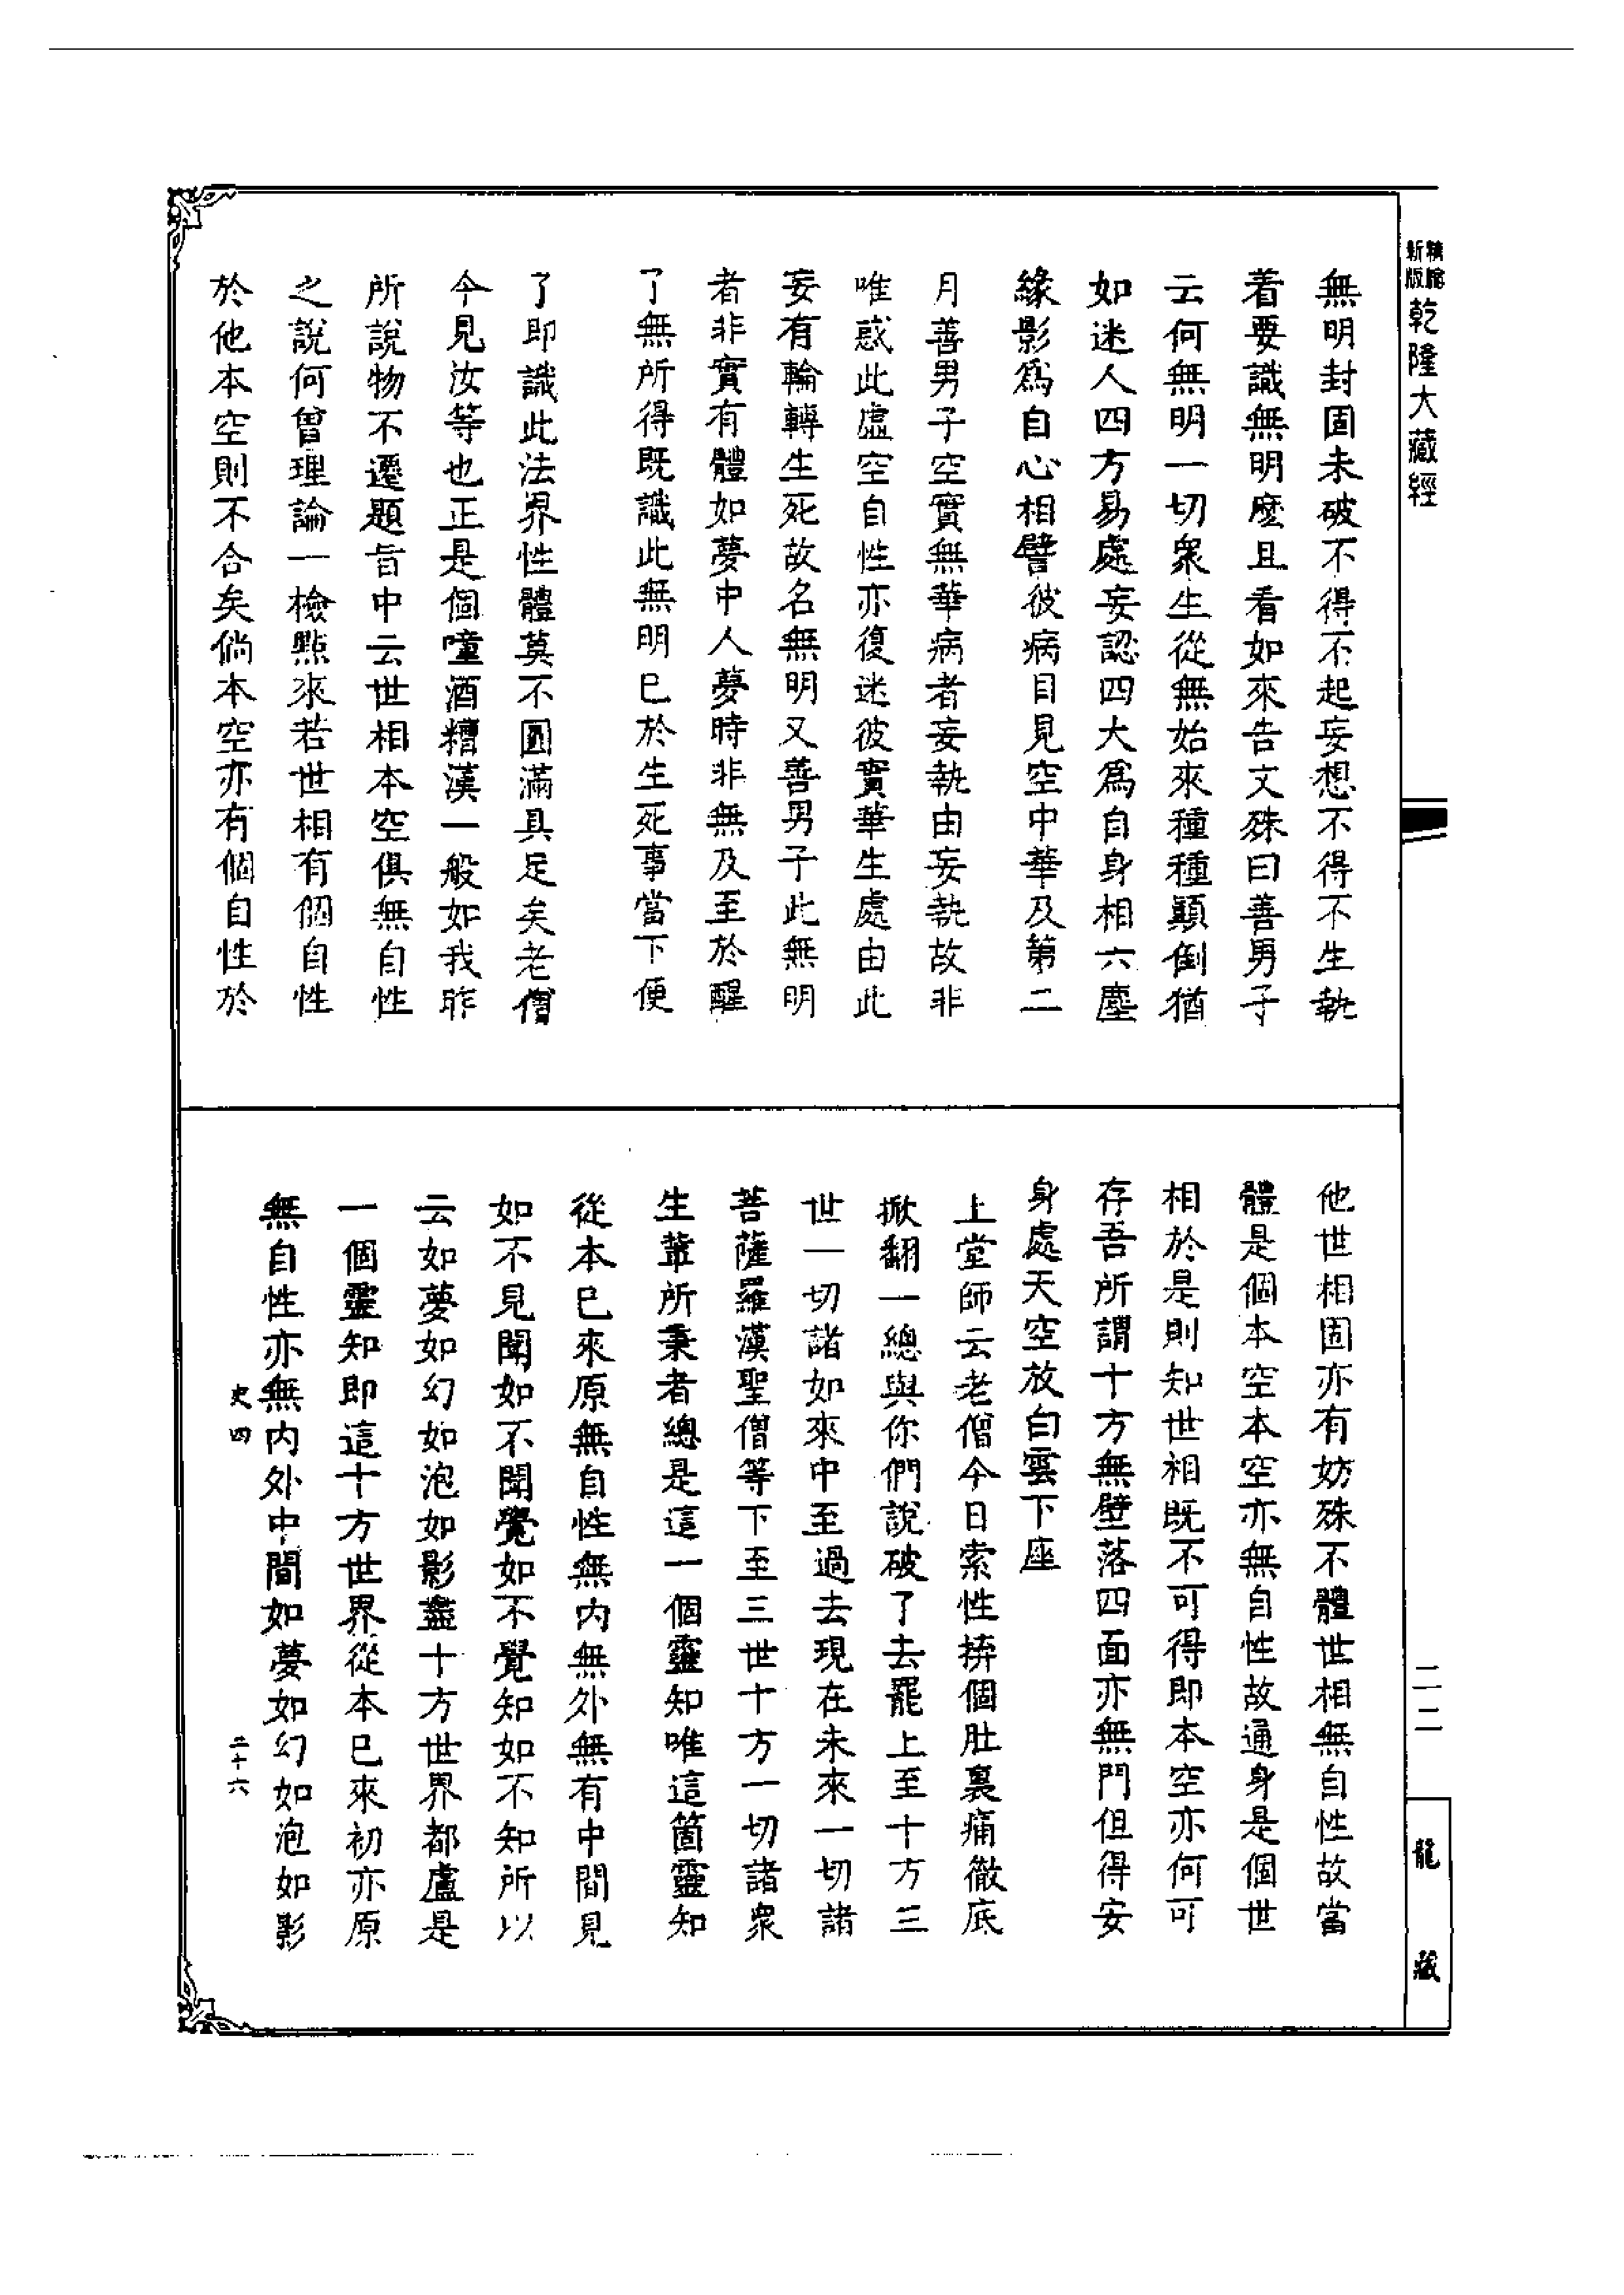 新版精縮
乾隆大藏經
無明封固未破不得不起妄想不得不生執
着要識無明麽且看如來告文殊曰善男子
云何無明一切衆生從無始來種種顚倒猶
如迷人四方易處妄認四大爲自身相六塵
緣影爲自心相譬彼病目見空中華及第二
月善男子空實無華病者妄執由妄執故非
唯惑此虛空自性亦復迷彼實華生處由此
妄有輪轉生死故名無明又善男子此無明
者非實有體如夢中人夢時非無及至於醒
了無所得既識此無明已於生死事當下便
了即識此法界性體莫不圓滿具足矣老僧
今見汝等也正是個噇酒糟漢一般如我昨
所說物不遷題旨中云世相本空俱無自性
之說何曾理論一檢點來若世相有個自性
於他本空則不合矣倘本空亦有個自性於
他世相固亦有妨殊不體世相無自性故當
體是個本空本空亦無自性故通身是個世
相於是則知世相既不可得即本空亦何可
存吾所謂十方無壁落四面亦無門但得安
身處天空放白雲下座
上堂師云老僧今日索性拚個肚裏痛徹底
掀翻一總與你們說破了去罷上至十方三
世一切諸如來中至過去現在未來一切諸
菩薩羅漢聖僧等下至三世十方一切諸衆
生輩所秉者總是這一個靈知唯這箇靈知
從本已來原無自性無內無外無有中間見
如不見聞如不聞覺如不覺知如不知所以
云如夢如幻如泡如影盡十方世界都盧是
一個靈知即這十方世界從本已來初亦原
無自性亦無內外中間如夢如幻如泡如影
史四
二十六
二二
龍藏